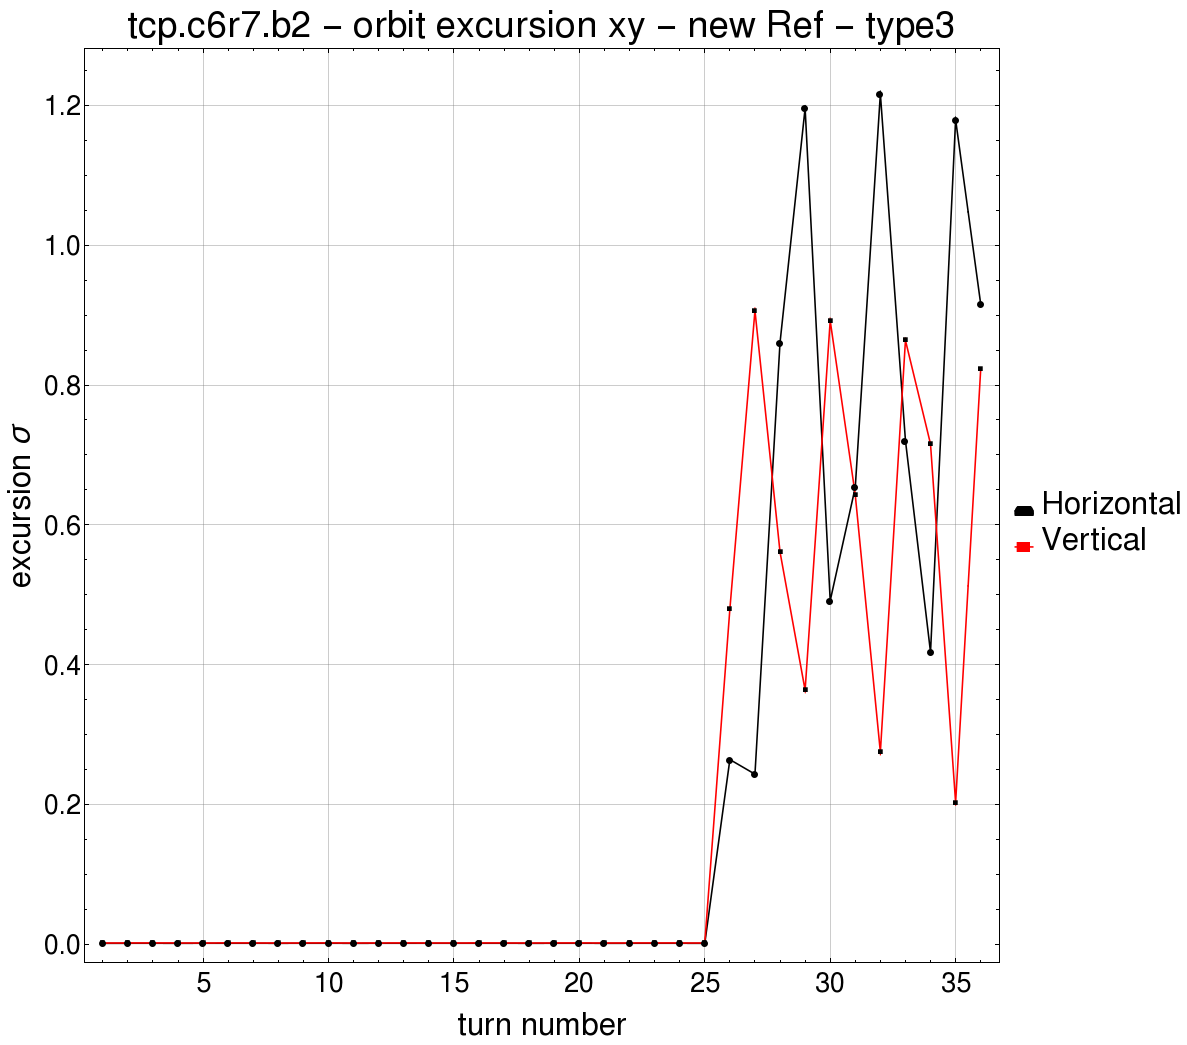 tcp.c6r7.b2 – orbit excursion xy – new Ref – type3
1.2
1.0
0.8
0.6
0.4
0.2
0.0
excursion σ
5 10 15 20 25 30 35
turn number
Horizontal
Vertical